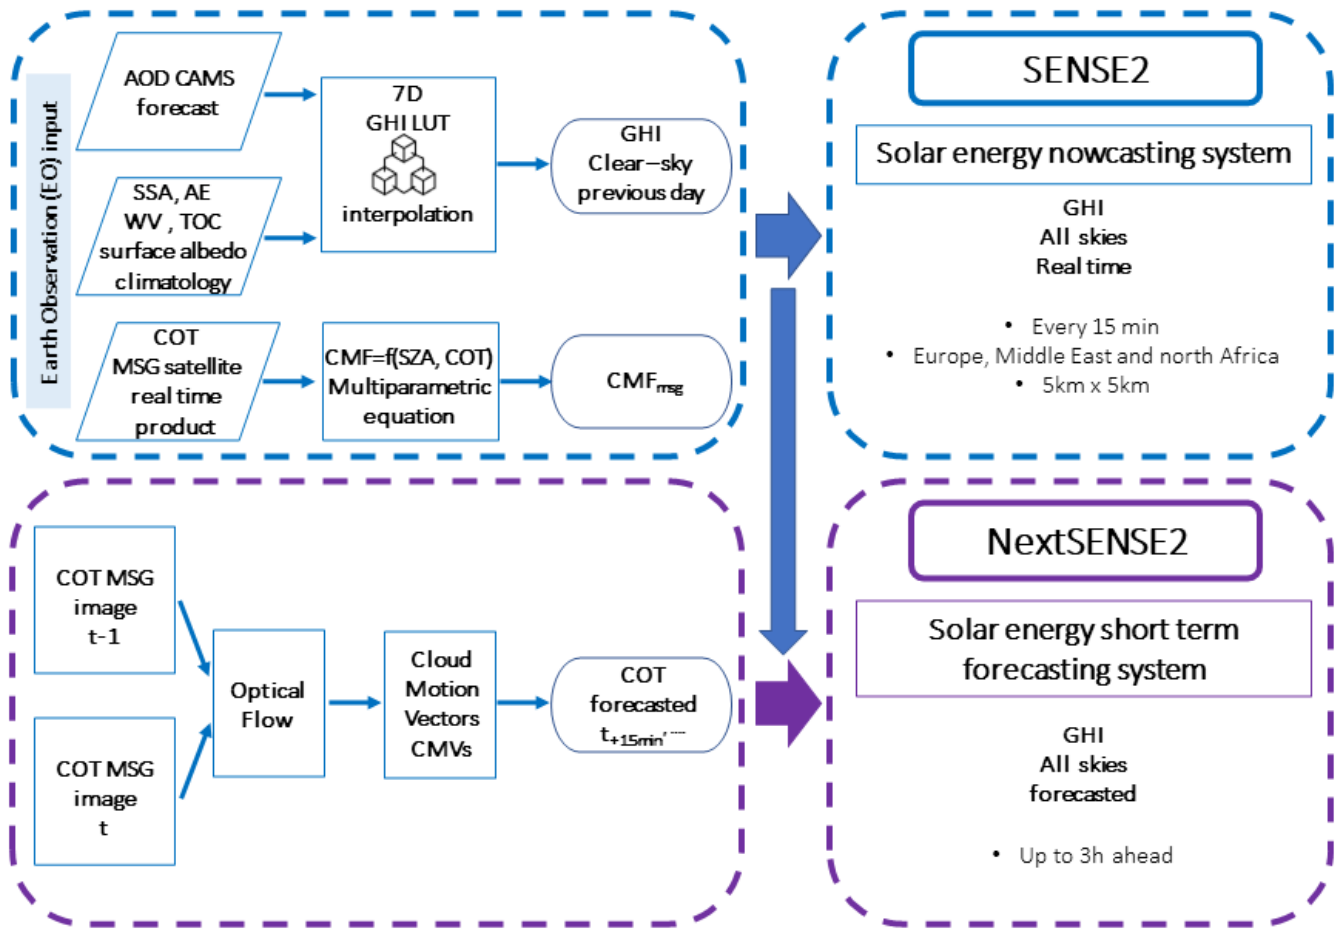 Earth Observation (EO) input
AOD CAMS
forecast
SSA, AE
WV , TOC
surface albedo
climatology
COT
MSG satellite
real time
product
7D
GHI LUT
interpolation
CMF=f(SZA, COT)
Multiparametric
equation
GHI
Clear–sky
previous day
CMFmsg
SENSE2
Solar energy nowcasting system
GHI
All skies
Real time
• Every 15 min
• Europe, Middle East and north Africa
• 5km x 5km
COT MSG
image
t-1
COT MSG
image
t
Optical
Flow
Cloud
Motion
Vectors
CMVs
COT
forecasted
t+15min, ...
NextSENSE2
Solar energy short term
forecasting system
GHI
All skies
forecasted
• Up to 3h ahead